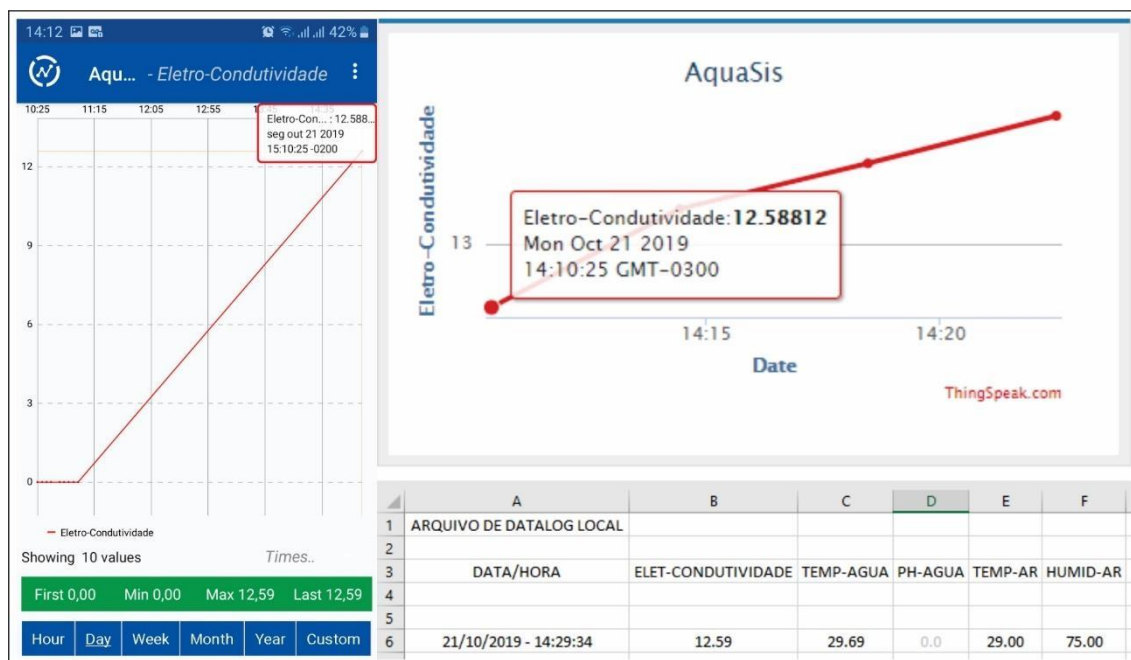 14:12 42%
Aqu... - Eletro-Condutividade
10:25 11:15 12:05 12:55
Eletro-Con... : 12.588...
seg out 21 2019
15:10:25 -0200
12
9
6
3
0
Eletro-Condutividade
Showing 10 values Times..
First 0,00 Min 0,00 Max 12,59 Last 12,59
Hour Day Week Month Year Custom
AquaSis
Eletro-Condutividade
13
Eletro-Condutividade:12.58812
Mon Oct 21 2019
14:10:25 GMT-0300
14:15 14:20
Date
ThingSpeak.com
A B C D E F
1 ARQUIVO DE DATALOG LOCAL
2
3 DATA/HORA ELET-CONDUTIVIDADE TEMP-AGUA PH-AGUA TEMP-AR HUMID-AR
4
5
6 21/10/2019 - 14:29:34 12.59 29.69 0.0 29.00 75.00